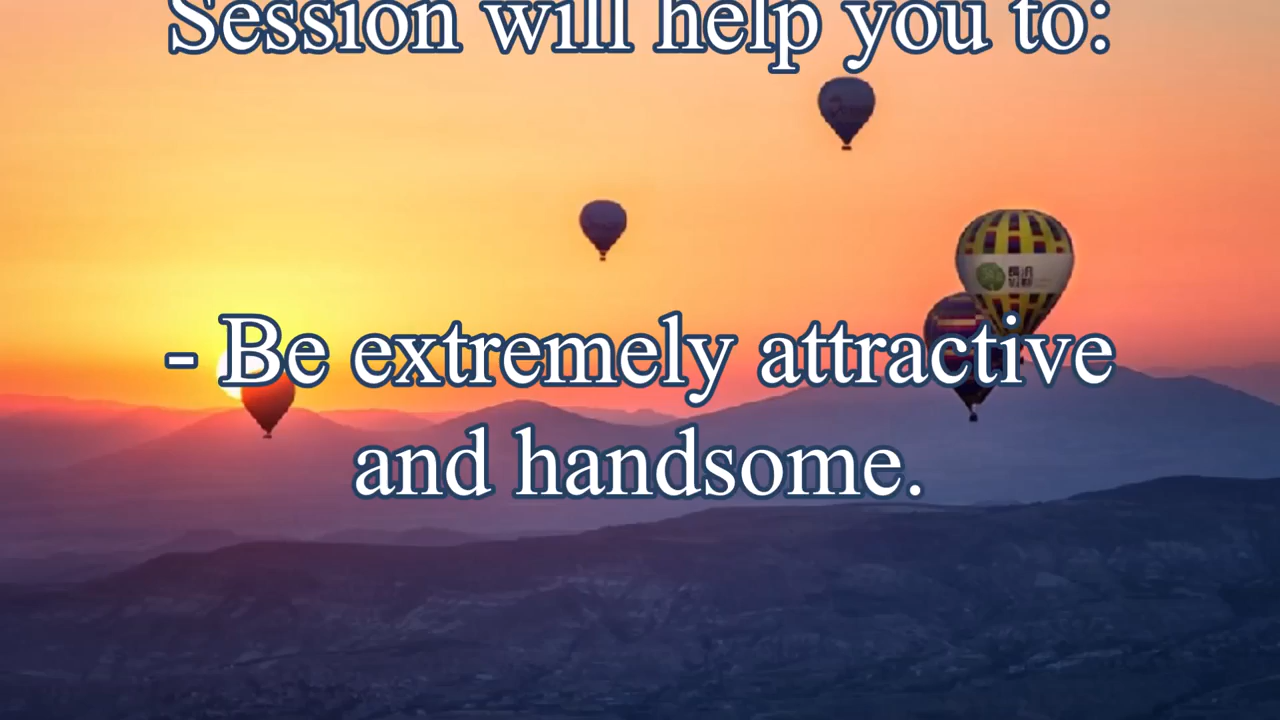 Session will help you to:
- Be extremely attractive
and handsome.